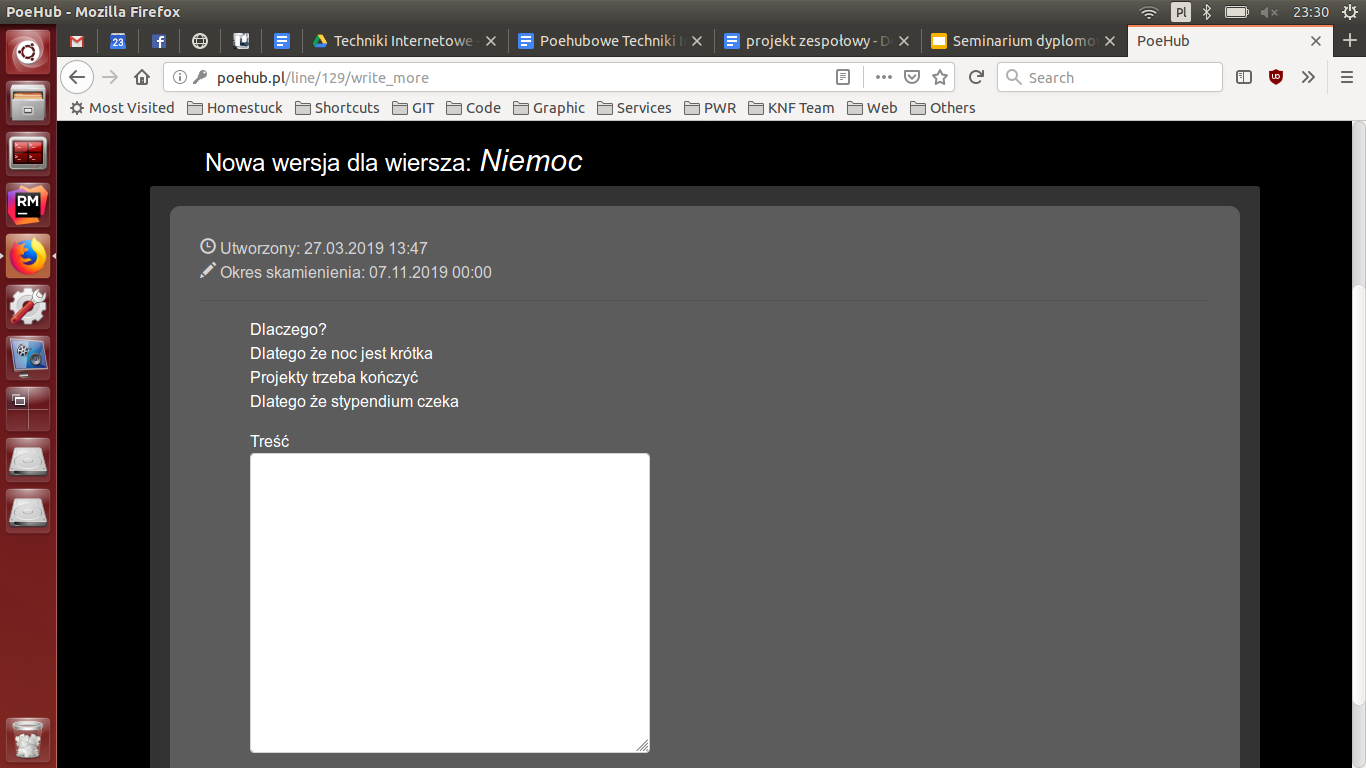 PoeHub - Mozilla Firefox
Pl
23:30
23
Techniki Internetowe -
Poehubowe Techniki I
projekt zespołowy - D
Seminarium dyplomo
PoeHub
poehub.pl/line/129/write_more
Search
Most Visited
Homestuck
Shortcuts
GIT
Code
Graphic
Services
PWR
KNF Team
Web
Others
RM
Nowa wersja dla wiersza: Niemoc
Utworzony: 27.03.2019 13:47
Okres skamienienia: 07.11.2019 00:00
Dlaczego?
Dlatego że noc jest krótka
Projekty trzeba kończyć
Dlatego że stypendium czeka
Treść